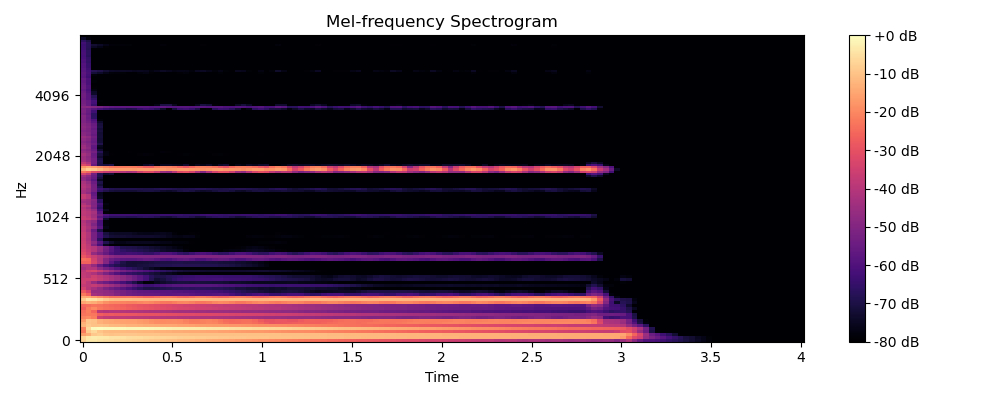 Mel-frequency Spectrogram
Hz
4096
2048
1024
512
0
0
0.5
1
1.5
2
2.5
3
3.5
4
Time
+0 dB
-10 dB
-20 dB
-30 dB
-40 dB
-50 dB
-60 dB
-70 dB
-80 dB